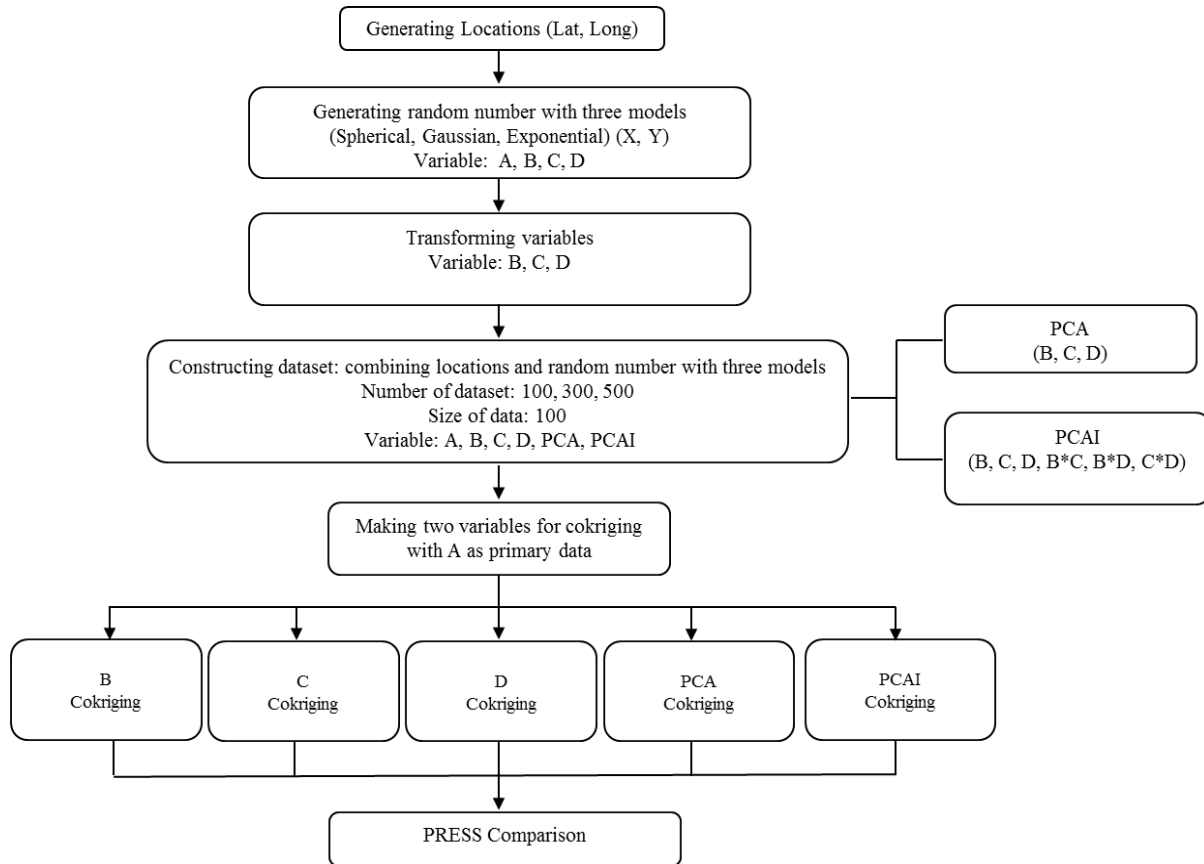 Generating Locations (Lat, Long)
Generating random number with three models
(Spherical, Gaussian, Exponential) (X, Y)
Variable: A, B, C, D
Transforming variables
Variable: B, C, D
Constructing dataset: combining locations and random number with three models
Number of dataset: 100, 300, 500
Size of data: 100
Variable: A, B, C, D, PCA, PCAI
PCA
(B, C, D)
PCAI
(B, C, D, B*C, B*D, C*D)
Making two variables for cokriging
with A as primary data
B
Cokriging
C
Cokriging
D
Cokriging
PCA
Cokriging
PCAI
Cokriging
PRESS Comparison